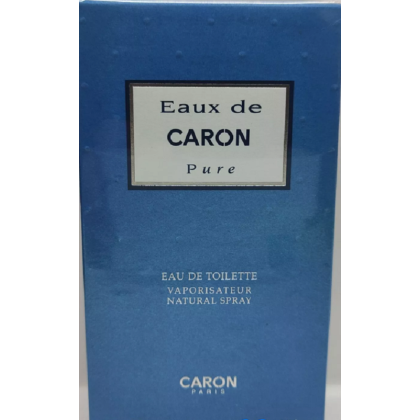 Eaux de
CARON
Pure
EAU DE TOILETTE
VAPORISATEUR
NATURAL SPRAY
CARON
PARIS